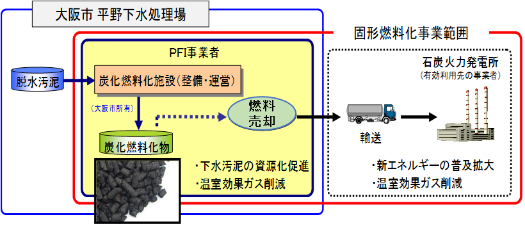 大阪市 平野下水処理場
固形燃料化事業範囲
PFI事業者
脱水汚泥
炭化燃料化施設(整備・運営)
(大阪市所有)
炭化燃料化物
燃料
売却
・下水汚泥の資源化促進
・温室効果ガス削減
輸送
石炭火力発電所
(有効利用先の事業者)
・新エネルギーの普及拡大
・温室効果ガス削減